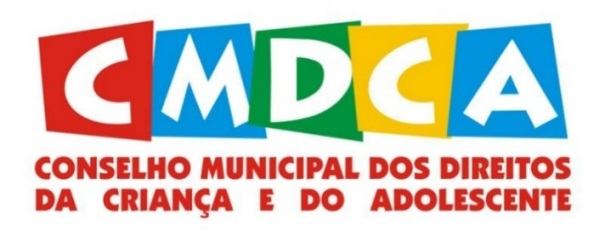 CMDCA
CONSELHO MUNICIPAL DOS DIREITOS
DA CRIANÇA E DO ADOLESCENTE